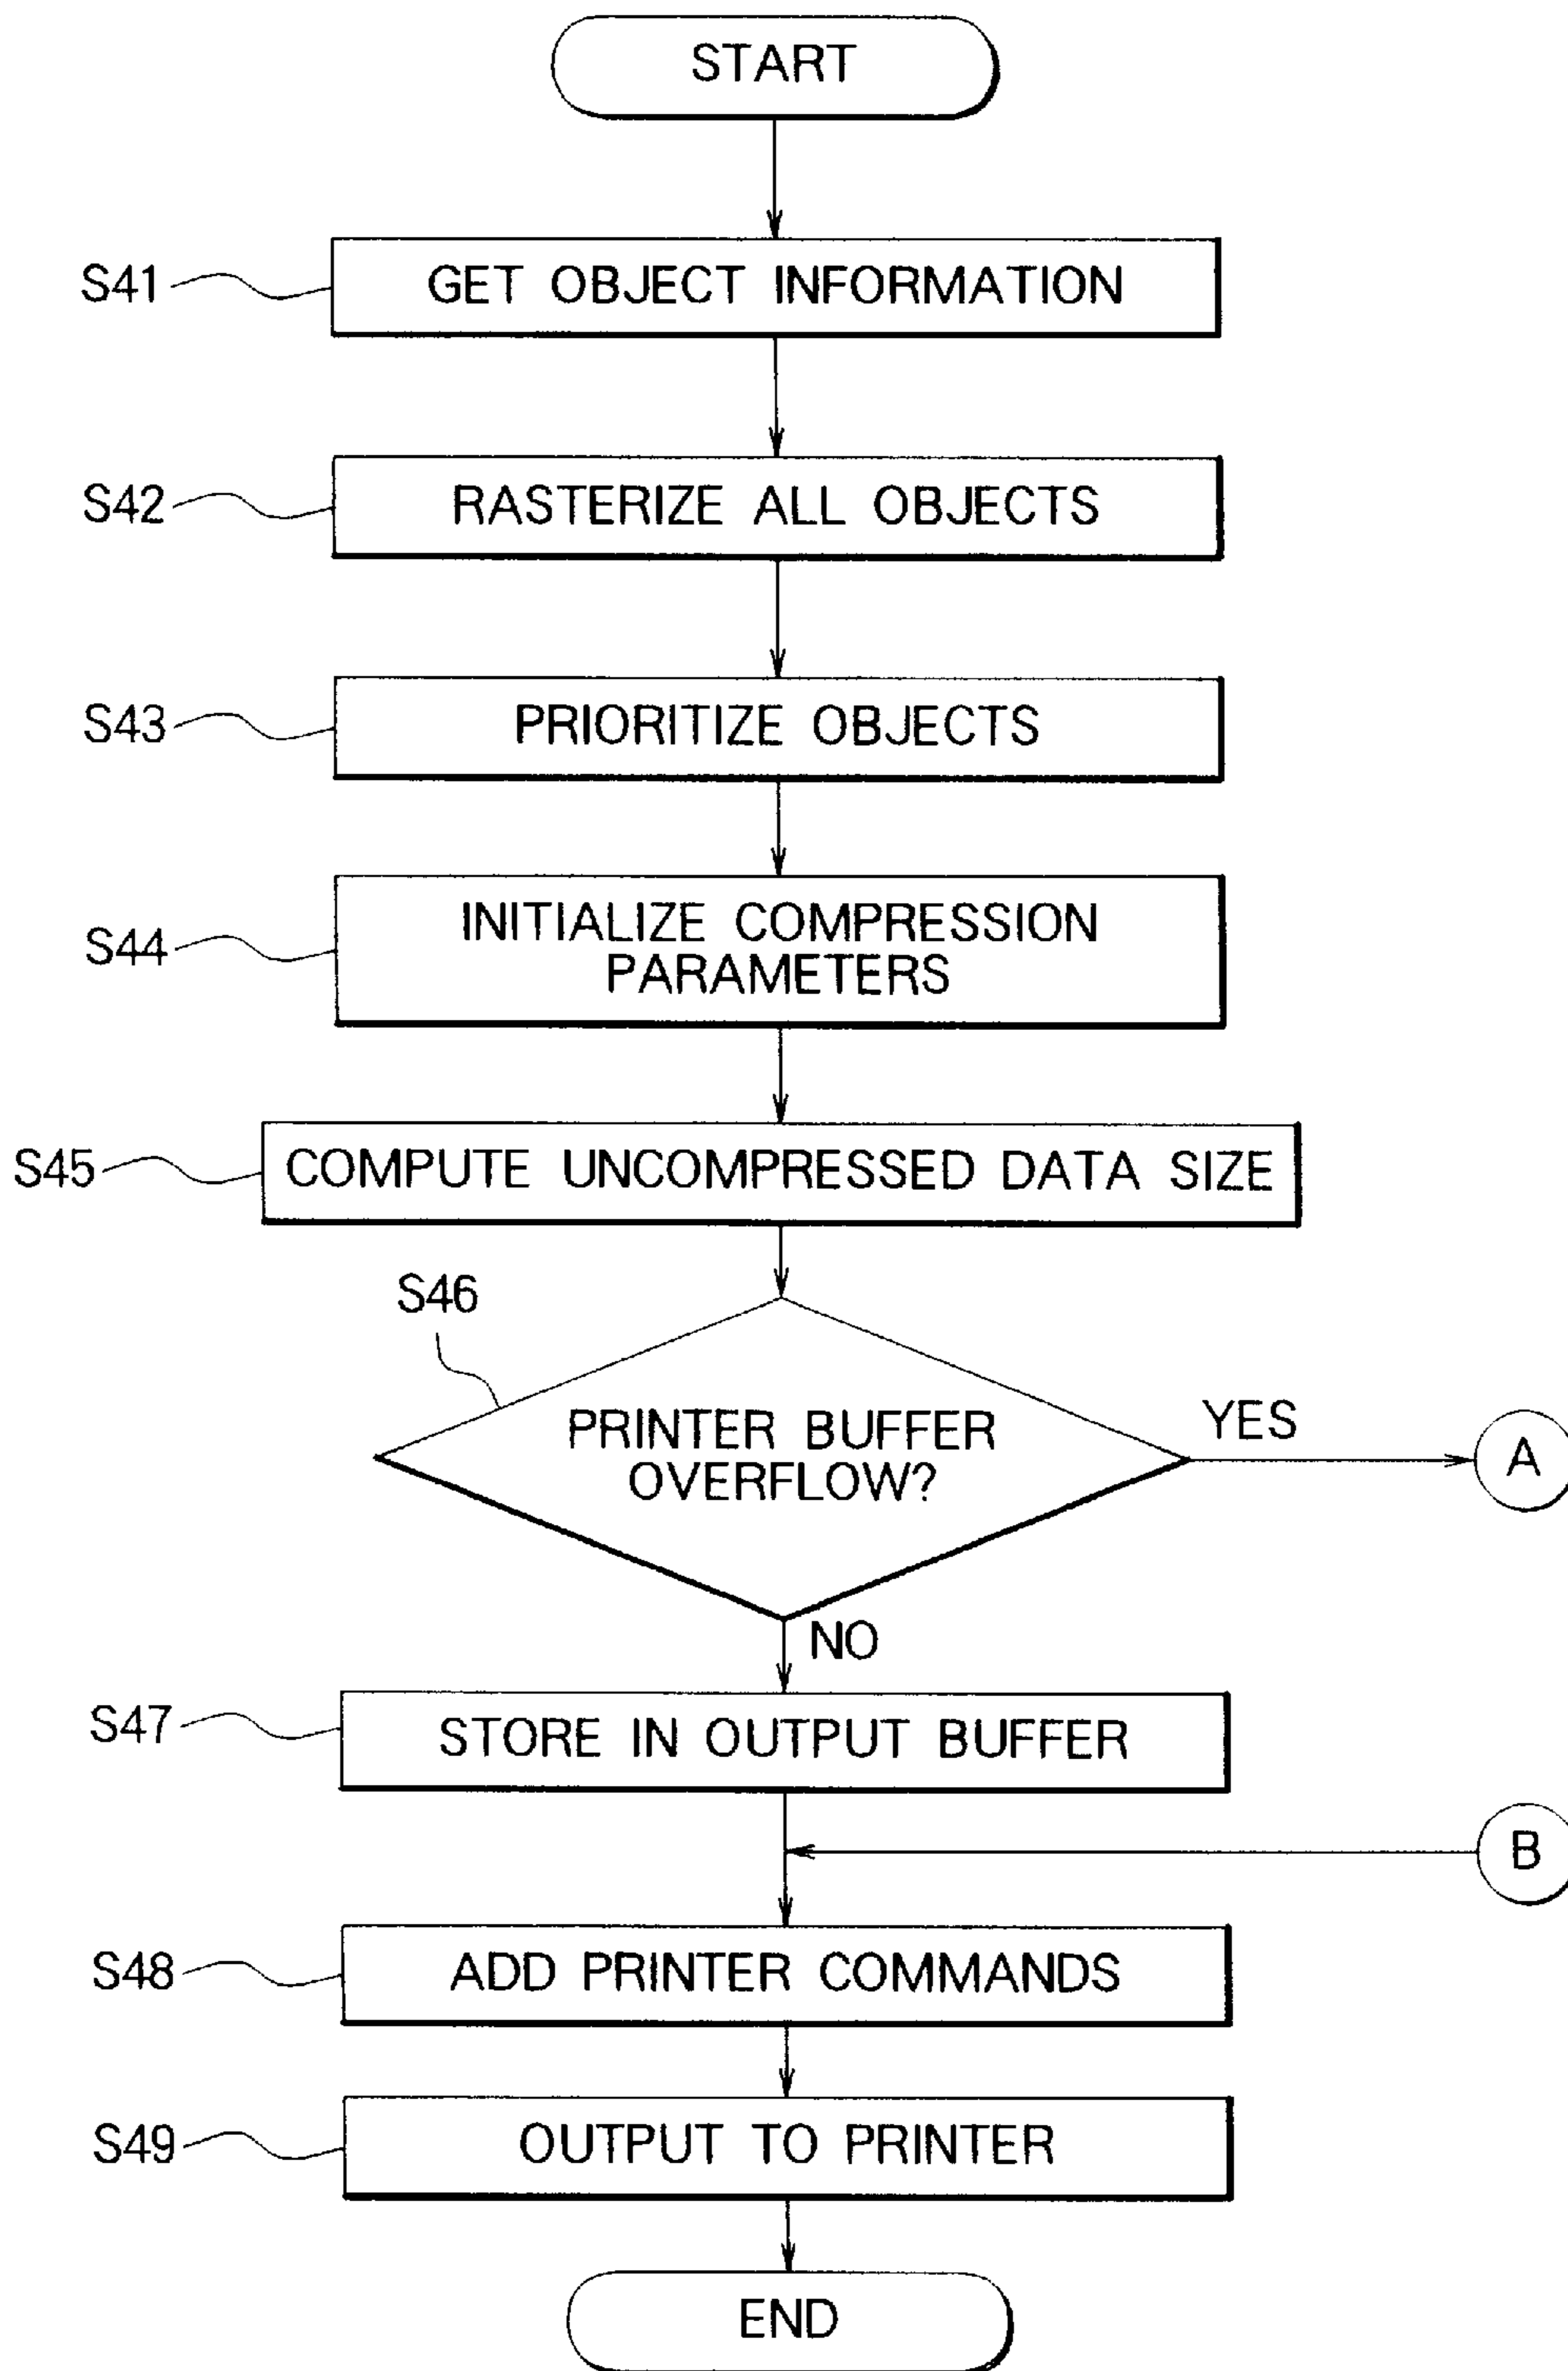 START
S41
GET OBJECT INFORMATION
S42
RASTERIZE ALL OBJECTS
S43
PRIORITIZE OBJECTS
S44
INITIALIZE COMPRESSION
PARAMETERS
S45
COMPUTE UNCOMPRESSED DATA SIZE
S46
PRINTER BUFFER
OVERFLOW?
YES
A
NO
S47
STORE IN OUTPUT BUFFER
B
S48
ADD PRINTER COMMANDS
S49
OUTPUT TO PRINTER
END